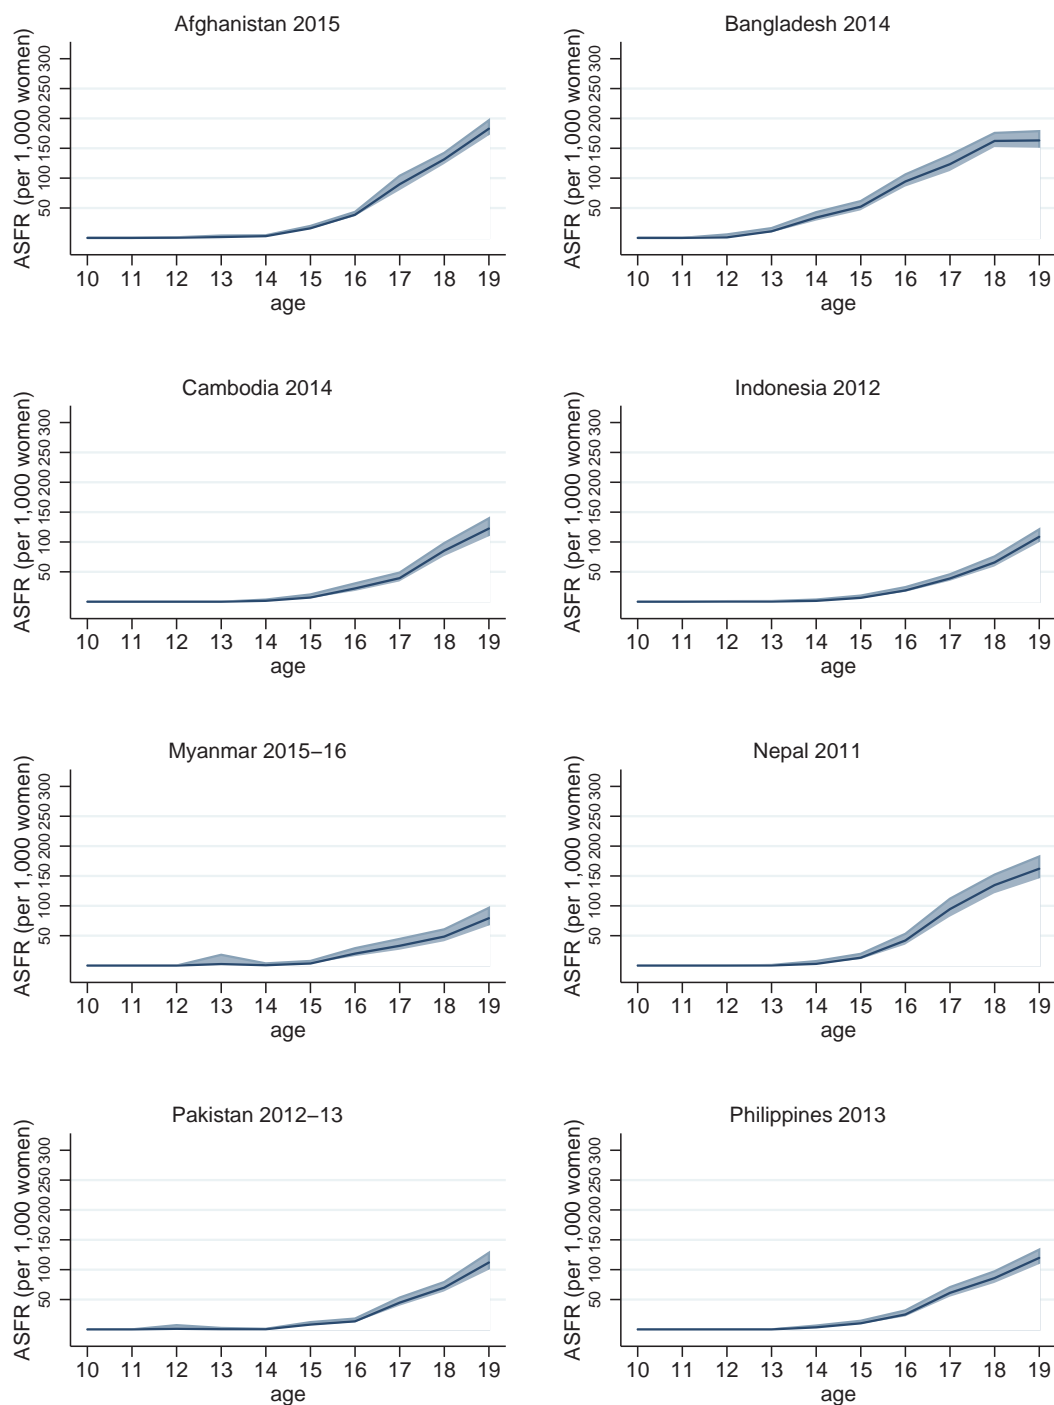 Afghanistan 2015
ASFR (per 1,000 women)
50 100 150 200 250 300
10 11 12 13 14 15 16 17 18 19
age
Bangladesh 2014
ASFR (per 1,000 women)
50 100 150 200 250 300
10 11 12 13 14 15 16 17 18 19
age
Cambodia 2014
ASFR (per 1,000 women)
50 100 150 200 250 300
10 11 12 13 14 15 16 17 18 19
age
Indonesia 2012
ASFR (per 1,000 women)
50 100 150 200 250 300
10 11 12 13 14 15 16 17 18 19
age
Myanmar 2015–16
ASFR (per 1,000 women)
50 100 150 200 250 300
10 11 12 13 14 15 16 17 18 19
age
Nepal 2011
ASFR (per 1,000 women)
50 100 150 200 250 300
10 11 12 13 14 15 16 17 18 19
age
Pakistan 2012–13
ASFR (per 1,000 women)
50 100 150 200 250 300
10 11 12 13 14 15 16 17 18 19
age
Philippines 2013
ASFR (per 1,000 women)
50 100 150 200 250 300
10 11 12 13 14 15 16 17 18 19
age